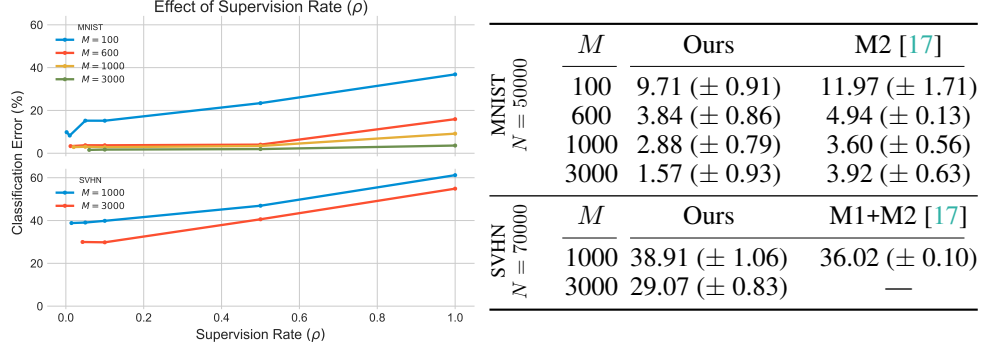 Effect of Supervision Rate (ρ)
60
40
20
0
MNIST
M = 100
M = 600
M = 1000
M = 3000
60
40
20
0
SVHN
M = 1000
M = 3000
Classification Error (%)
0.0 0.2 0.4 0.6 0.8 1.0
Supervision Rate (ρ)
MNIST
N = 50000
M Ours M2 [17]
100 9.71 (± 0.91) 11.97 (± 1.71)
600 3.84 (± 0.86) 4.94 (± 0.13)
1000 2.88 (± 0.79) 3.60 (± 0.56)
3000 1.57 (± 0.93) 3.92 (± 0.63)
SVHN
N = 70000
M Ours M1+M2 [17]
1000 38.91 (± 1.06) 36.02 (± 0.10)
3000 29.07 (± 0.83) —